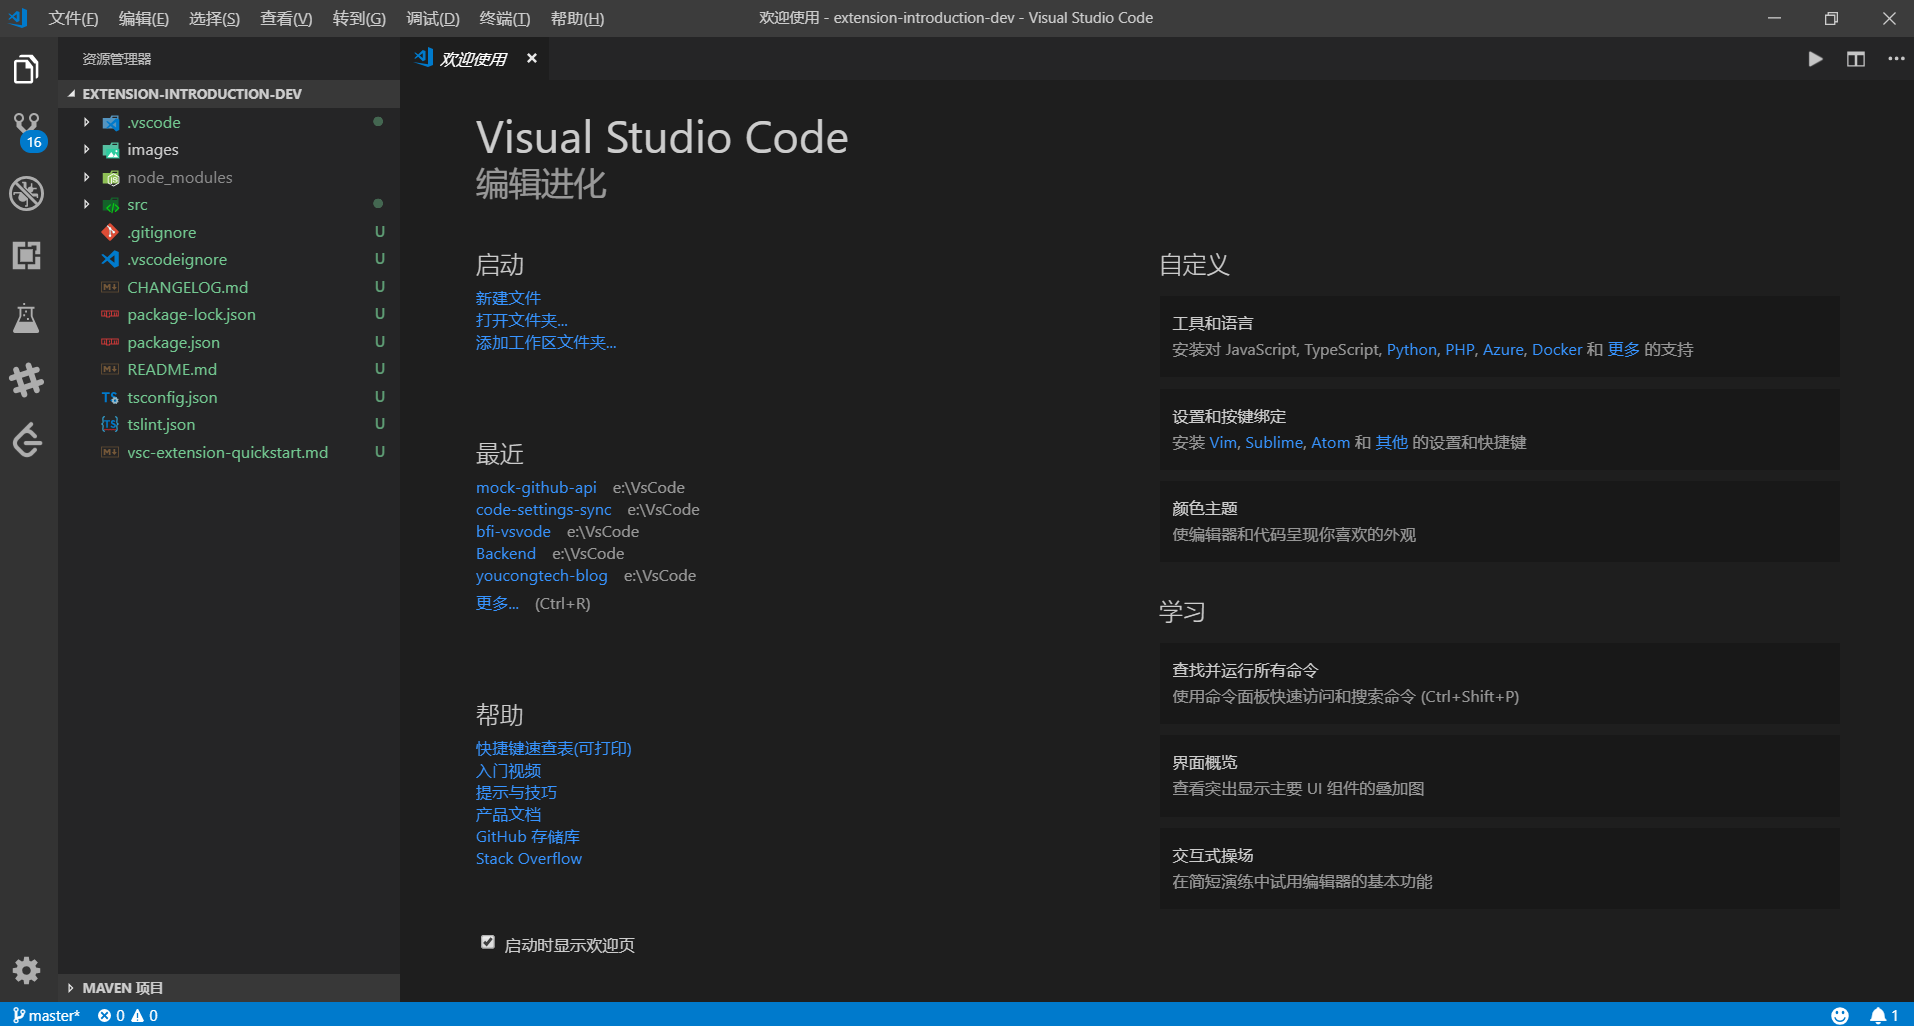 文件(F) 编辑(E) 选择(S) 查看(V) 转到(G) 调试(D) 终端(T) 帮助(H) 欢迎使用 - extension-introduction-dev - Visual Studio Code
资源管理器
欢迎使用
EXTENSION-INTRODUCTION-DEV
16
.vscode
images
node_modules
src
.gitignore U
.vscodeignore U
CHANGELOG.md U
package-lock.json U
package.json U
README.md U
tsconfig.json U
tslint.json U
vsc-extension-quickstart.md U
MAVEN 项目
Visual Studio Code
编辑进化
启动
新建文件
打开文件夹...
添加工作区文件夹...
最近
mock-github-api e:\VsCode
code-settings-sync e:\VsCode
bfi-vsvode e:\VsCode
Backend e:\VsCode
youcongtech-blog e:\VsCode
更多... (Ctrl+R)
帮助
快捷键速查表(可打印)
入门视频
提示与技巧
产品文档
GitHub 存储库
Stack Overflow
启动时显示欢迎页
自定义
工具和语言
安装对 JavaScript, TypeScript, Python, PHP, Azure, Docker 和 更多 的支持
设置和按键绑定
安装 Vim, Sublime, Atom 和 其他 的设置和快捷键
颜色主题
使编辑器和代码呈现你喜欢的外观
学习
查找并运行所有命令
使用命令面板快速访问和搜索命令 (Ctrl+Shift+P)
界面概览
查看突出显示主要 UI 组件的叠加图
交互式操场
在简短演练中试用编辑器的基本功能
master* 0 0 1